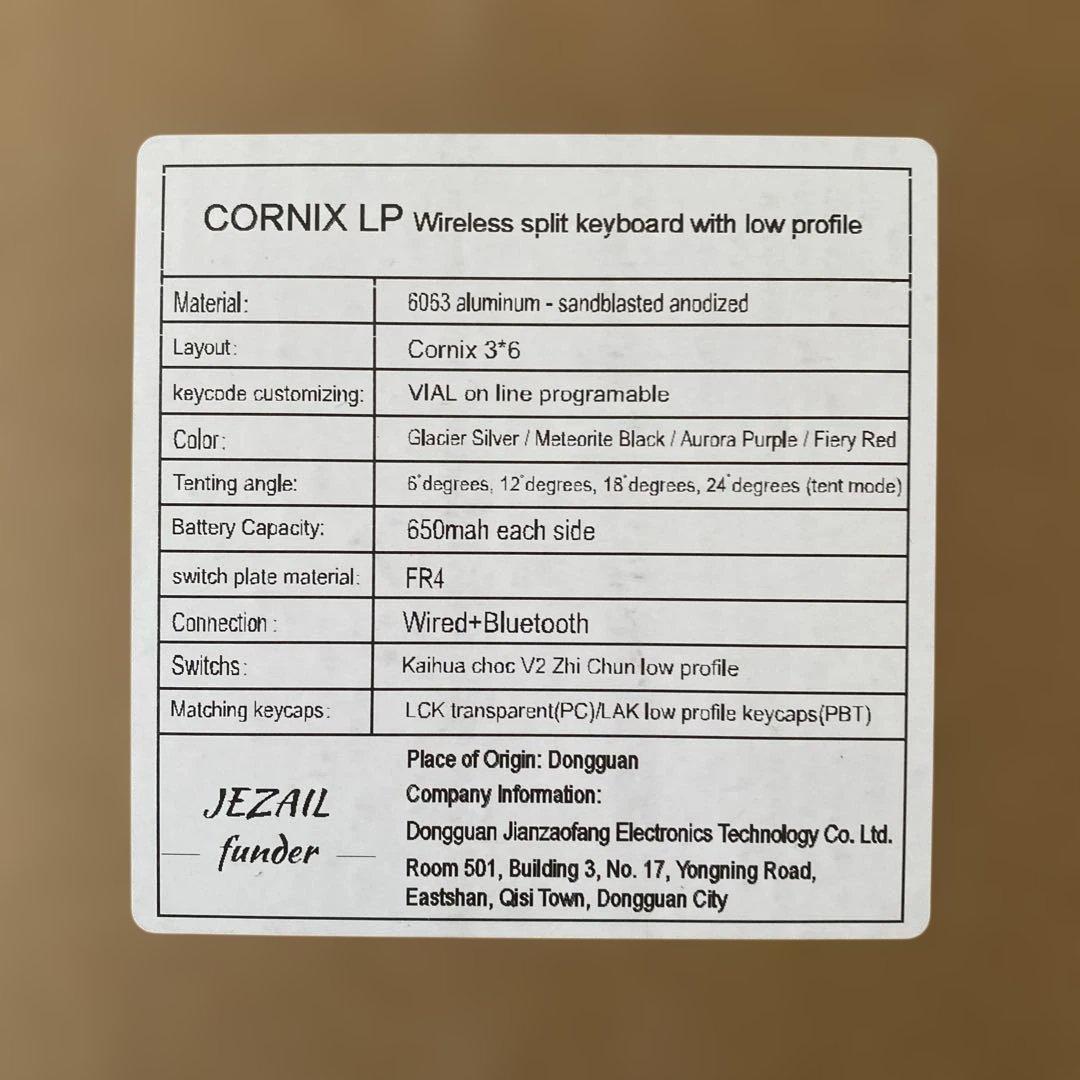 CORNIX LP Wireless split keyboard with low profile
Material: 6063 aluminum - sandblasted anodized
Layout: Cornix 3*6
keycode customizing: VIAL on line programable
Color: Glacier Silver / Meteorite Black / Aurora Purple / Fiery Red
Tenting angle: 6°degrees, 12°degrees, 18°degrees, 24°degrees (tent mode)
Battery Capacity: 650mah each side
switch plate material: FR4
Connection : Wired+Bluetooth
Switchs: Kaihua choc V2 Zhi Chun low profile
Matching keycaps: LCK transparent(PC)/LAK low profile keycaps(PBT)
JEZAIL
funder
Place of Origin: Dongguan
Company Information:
Dongguan Jianzaofang Electronics Technology Co. Ltd.
Room 501, Building 3, No. 17, Yongning Road,
Eastshan, Qisi Town, Dongguan City